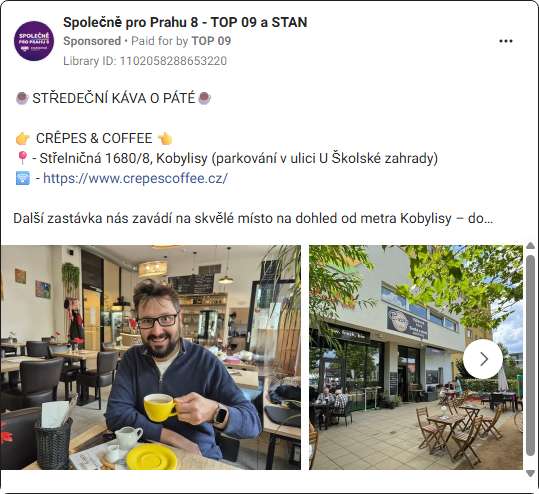 SPOLEČNĚ
PRO PRAHU 8
Společně pro Prahu 8 - TOP 09 a STAN
Sponsored • Paid for by TOP 09
Library ID: 1102058288653220
STŘEDEČNÍ KÁVA O PÁTÉ
CRÊPES & COFFEE
- Střelničná 1680/8, Kobylisy (parkování v ulici U Školské zahrady)
- https://www.crepescoffee.cz/
Další zastávka nás zavádí na skvělé místo na dohled od metra Kobylisy – do...